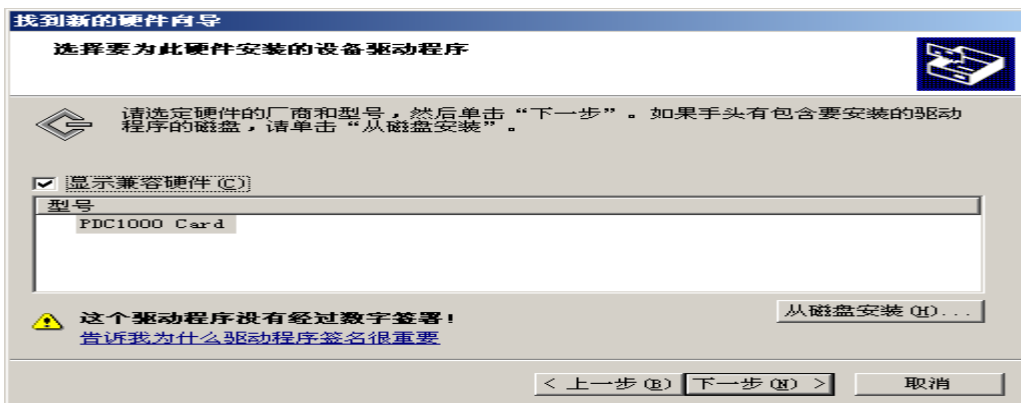 找到新的硬件向导
选择要为此硬件安装的设备驱动程序
请选定硬件的厂商和型号，然后单击“下一步”。如果手头有包含要安装的驱动
程序的磁盘，请单击“从磁盘安装”。
显示兼容硬件(C)
型号
PDC1000 Card
这个驱动程序没有经过数字签署!
告诉我为什么驱动程序签名很重要
从磁盘安装(H)...
< 上一步(B) 下一步(N) > 取消